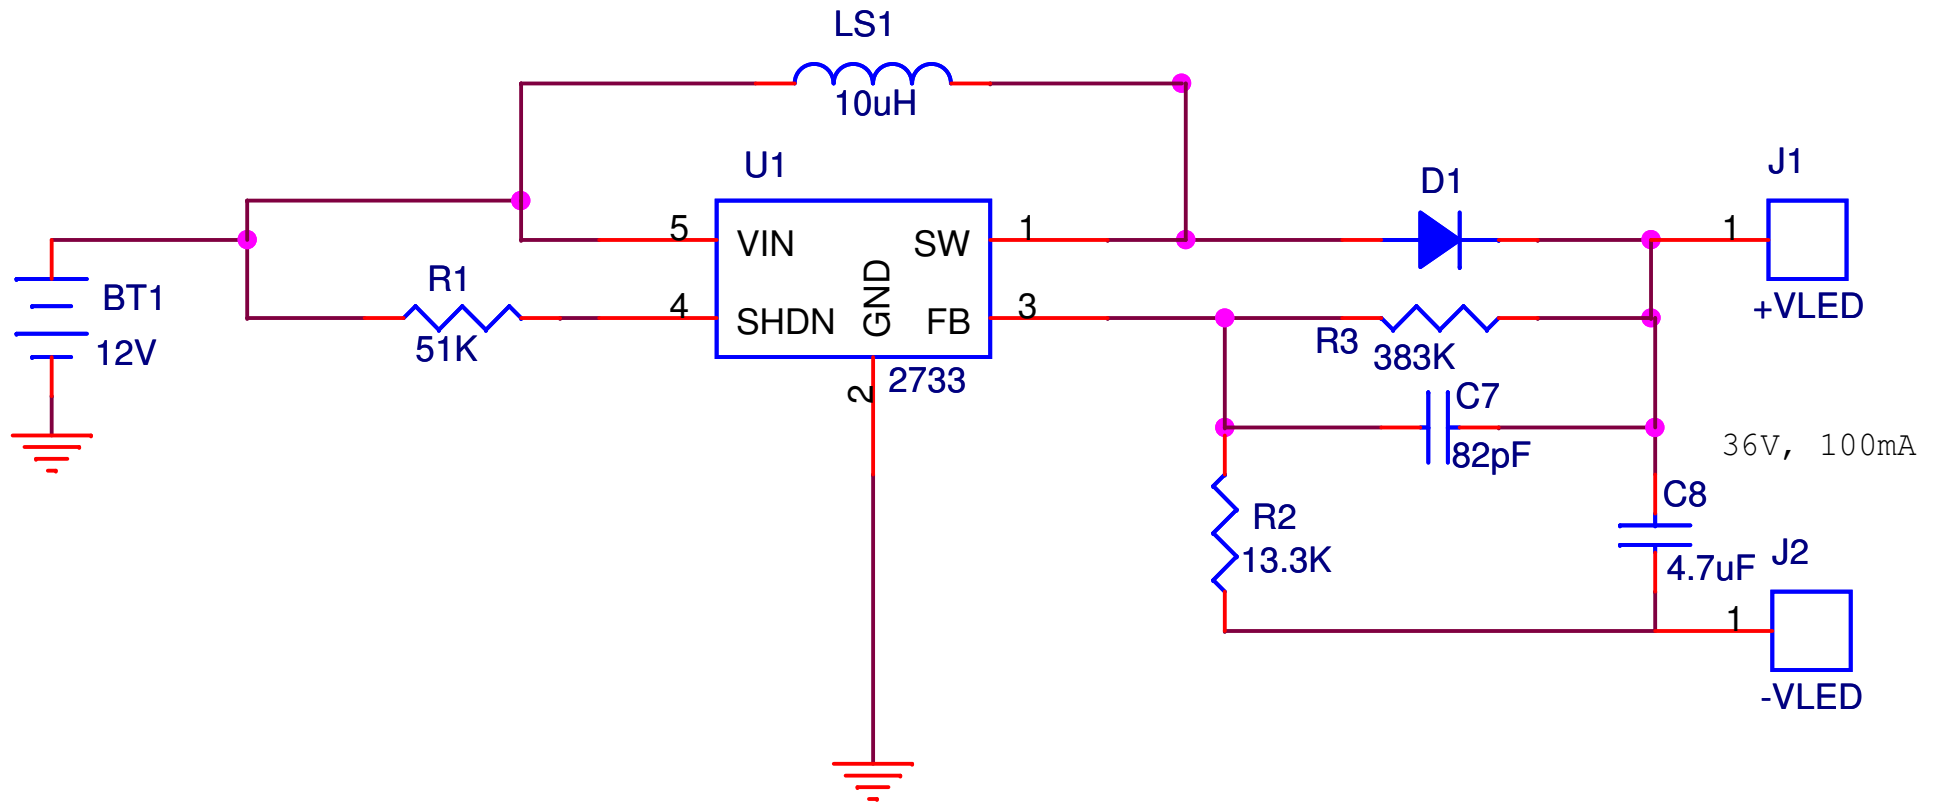 LS1
10uH
U1
J1
D1
5
VIN
SW
1
1
BT1
12V
R1
51K
4
SHDN
GND
FB
3
+VLED
R3
383K
2
2733
C7
82pF
36V, 100mA
C8
4.7uF
R2
13.3K
J2
1
-VLED